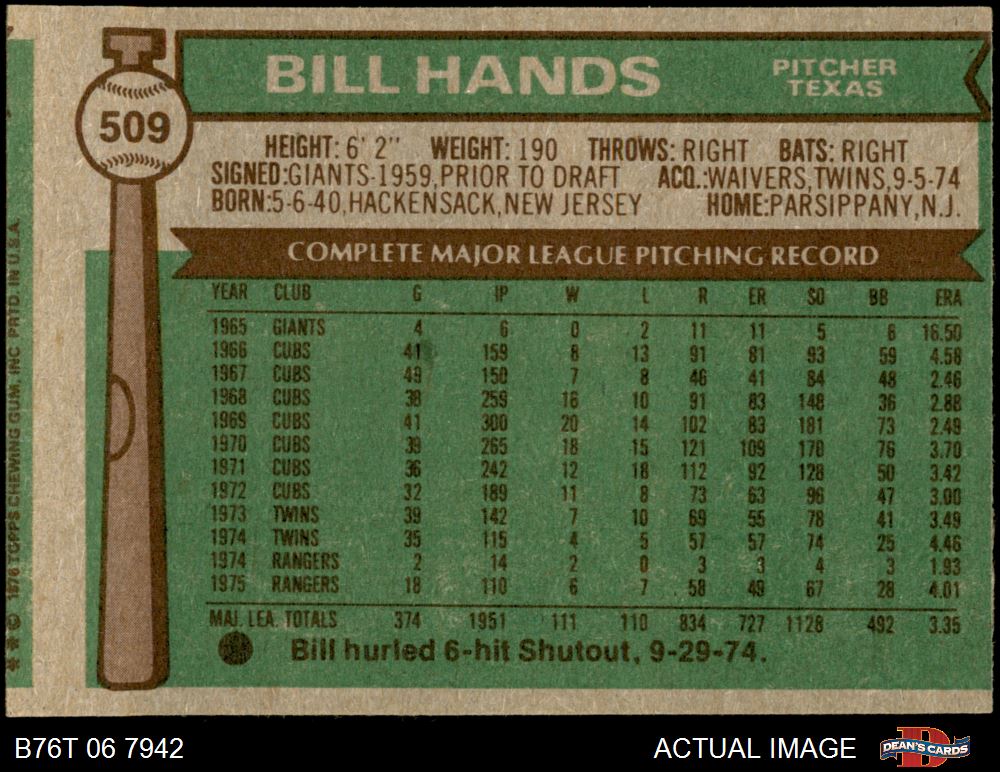 BILL HANDS
PITCHER
TEXAS
509
HEIGHT: 6' 2" WEIGHT: 190 THROWS: RIGHT BATS: RIGHT
SIGNED:GIANTS-1959,PRIOR TO DRAFT ACQ.:WAIVERS,TWINS,9-5-74
BORN:5-6-40,HACKENSACK,NEW JERSEY HOME:PARSIPPANY,N.J.
COMPLETE MAJOR LEAGUE PITCHING RECORD
YEAR CLUB G IP W L R ER SO BB ERA
1965 GIANTS 4 6 0 2 11 11 5 6 16.50
1966 CUBS 41 159 8 13 91 81 93 59 4.58
1967 CUBS 49 150 7 8 46 41 84 48 2.46
1968 CUBS 38 259 16 10 91 83 148 36 2.88
1969 CUBS 41 300 20 14 102 83 181 73 2.49
1970 CUBS 39 265 18 15 121 109 170 76 3.70
1971 CUBS 36 242 12 18 112 92 128 50 3.42
1972 CUBS 32 189 11 8 73 63 96 47 3.00
1973 TWINS 39 142 7 10 69 55 78 41 3.49
1974 TWINS 35 115 4 5 57 57 74 25 4.46
1974 RANGERS 2 14 2 0 3 3 4 3 1.93
1975 RANGERS 18 110 6 7 58 49 67 28 4.01
MAJ. LEA. TOTALS 374 1951 111 110 834 727 1128 492 3.35
Bill hurled 6-hit Shutout, 9-29-74.
* * © 1976 TOPPS CHEWING GUM, INC PRTD. IN U.S.A.
B76T 06 7942
ACTUAL IMAGE
DEAN'S CARDS